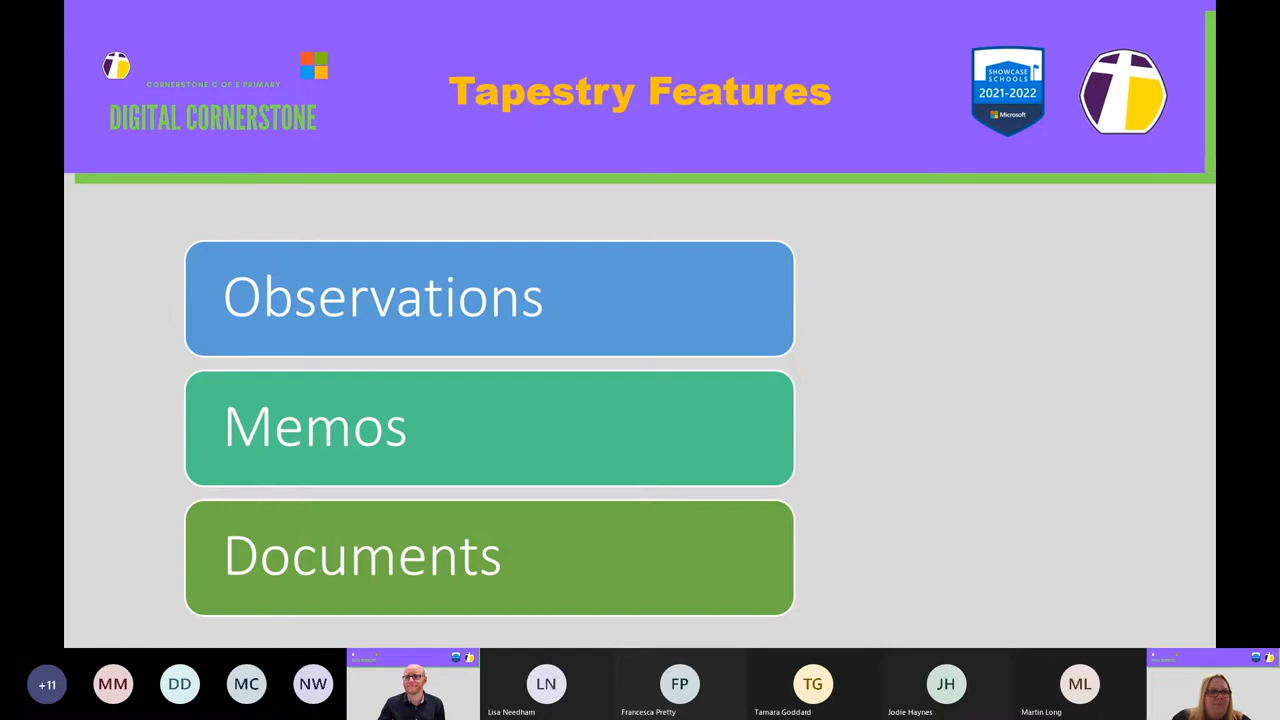 CORNERSTONE C OF E PRIMARY
DIGITAL CORNERSTONE
Tapestry Features
SHOWCASE
SCHOOLS
2021-2022
Microsoft
Observations
Memos
Documents
+11
MM
DD
MC
NW
LN
Lisa Needham
FP
Francesca Pretty
TG
Tamara Goddard
JH
Jodie Haynes
ML
Martin Long